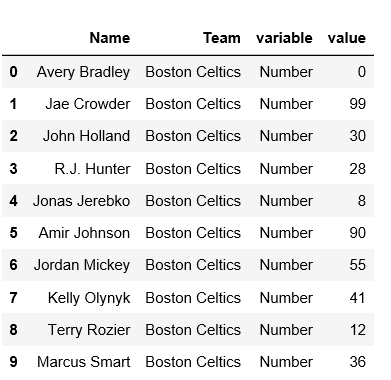 Name Team variable value
0 Avery Bradley Boston Celtics Number 0
1 Jae Crowder Boston Celtics Number 99
2 John Holland Boston Celtics Number 30
3 R.J. Hunter Boston Celtics Number 28
4 Jonas Jerebko Boston Celtics Number 8
5 Amir Johnson Boston Celtics Number 90
6 Jordan Mickey Boston Celtics Number 55
7 Kelly Olynyk Boston Celtics Number 41
8 Terry Rozier Boston Celtics Number 12
9 Marcus Smart Boston Celtics Number 36